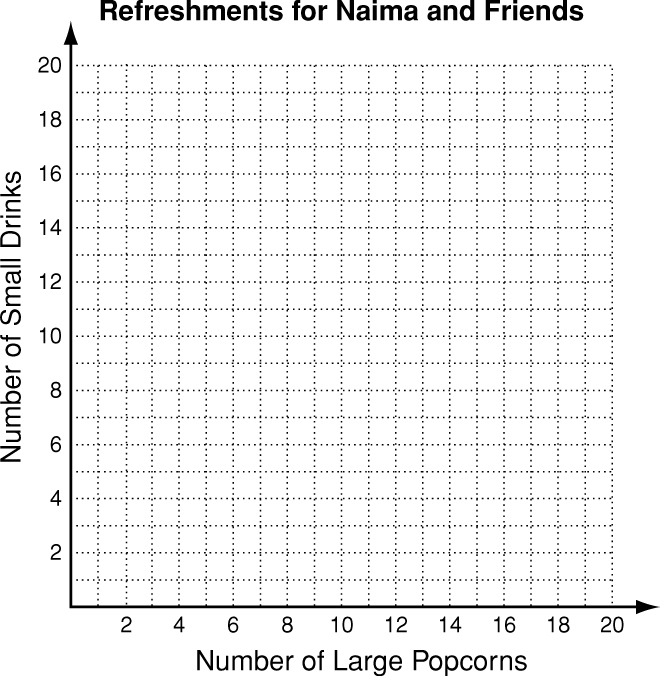 Refreshments for Naima and Friends
Number of Small Drinks
20
18
16
14
12
10
8
6
4
2
2 4 6 8 10 12 14 16 18 20
Number of Large Popcorns